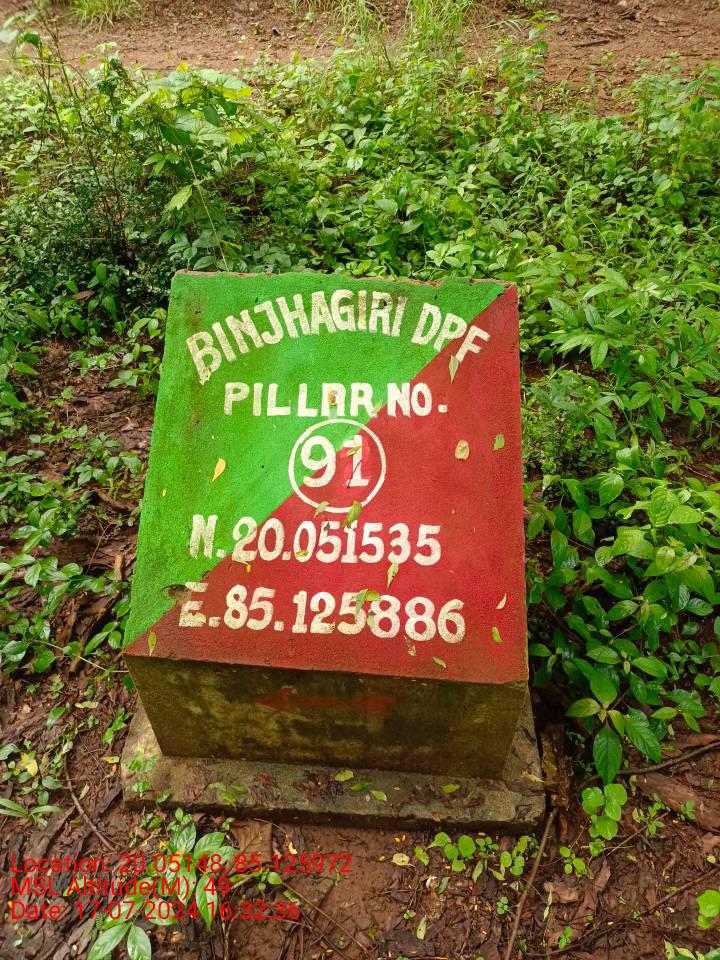 BINJHAGIRI DPF
PILLAR NO.
91
N.20.051535
E.85.125886
Location: 20.05148, 85.125972
MSL Altitude(M): 49
Date: 17-07-2024 16:32:36